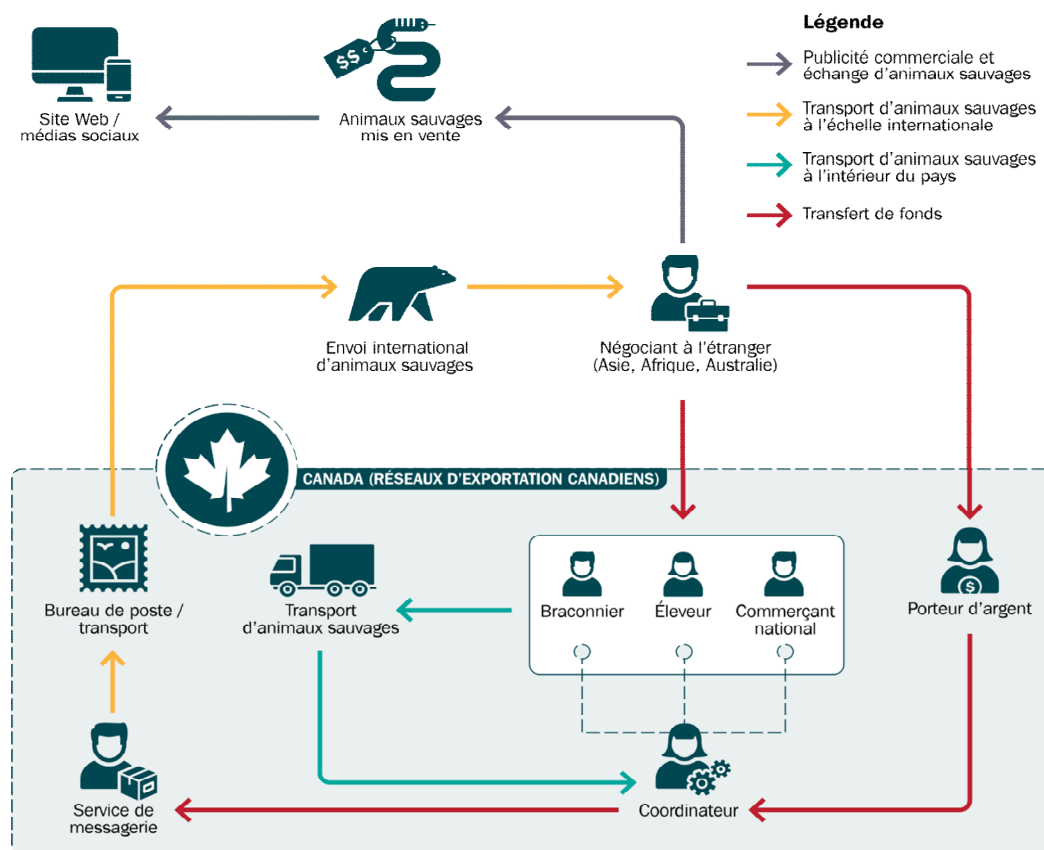 Légende
Publicité commerciale et
échange d'animaux sauvages
Transport d'animaux sauvages
à l'échelle internationale
Transport d'animaux sauvages
à l'intérieur du pays
Transfert de fonds
$$
Site Web /
médias sociaux
Animaux sauvages
mis en vente
Envoi international
d'animaux sauvages
Négociant à l'étranger
(Asie, Afrique, Australie)
CANADA (RÉSEAUX D'EXPORTATION CANADIENS)
Bureau de poste /
transport
Transport
d'animaux sauvages
Braconnier
Éleveur
Commerçant
national
$
Porteur d'argent
Service de
messagerie
Coordinateur